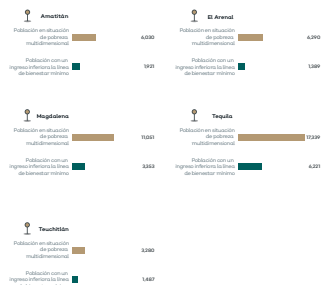 Amatitán
Población en situación
de pobreza
multidimensional
6,030
Población con un
ingreso inferior a la línea
de bienestar mínimo
1,921
El Arenal
Población en situación
de pobreza
multidimensional
6,290
Población con un
ingreso inferior a la línea
de bienestar mínimo
1,389
Magdalena
Población en situación
de pobreza
multidimensional
11,051
Población con un
ingreso inferior a la línea
de bienestar mínimo
3,353
Tequila
Población en situación
de pobreza
multidimensional
17,539
Población con un
ingreso inferior a la línea
de bienestar mínimo
6,221
Teuchitlán
Población en situación
de pobreza
multidimensional
3,280
Población con un
ingreso inferior a la línea
de bienestar mínimo
1,487